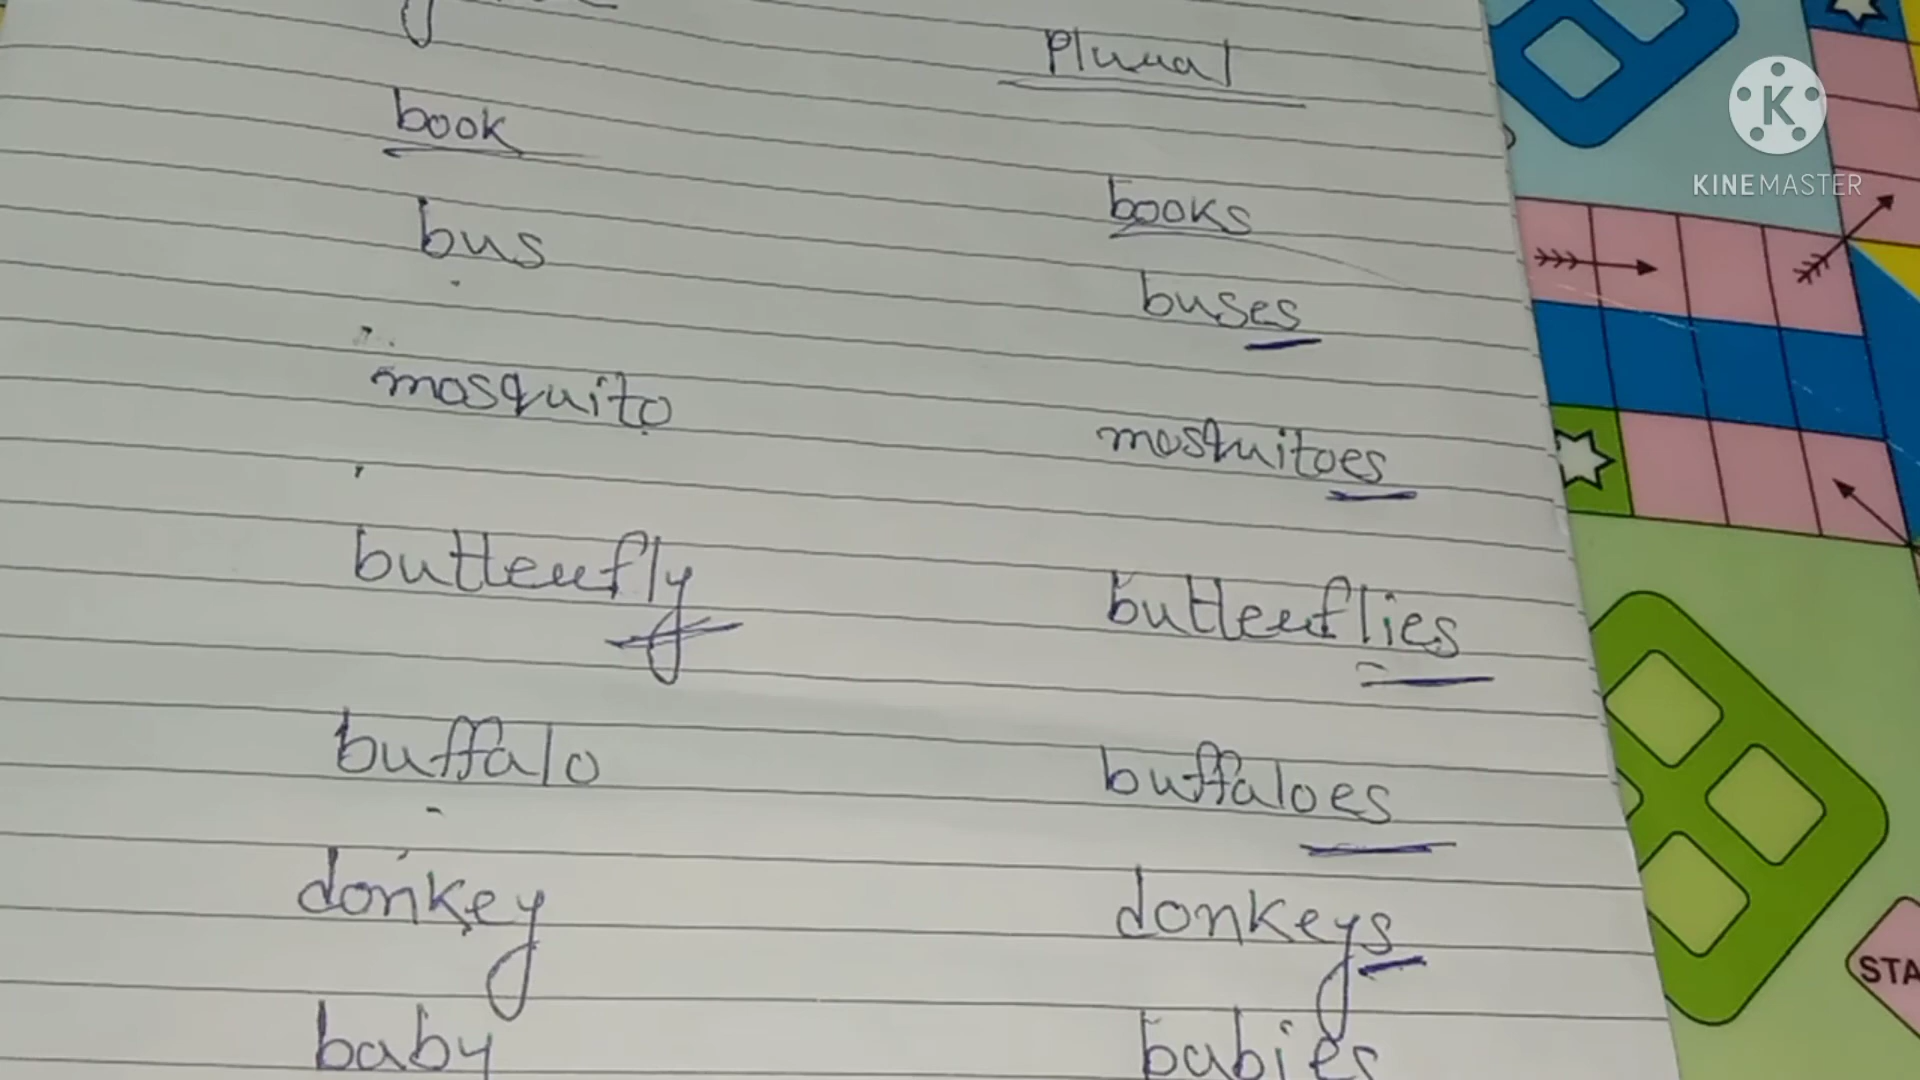 Plural
book
books
bus
buses
mosquito
mosquitoes
butterfly
butterflies
buffalo
buffaloes
donkey
donkeys
baby
babies
KINEMASTER
STA